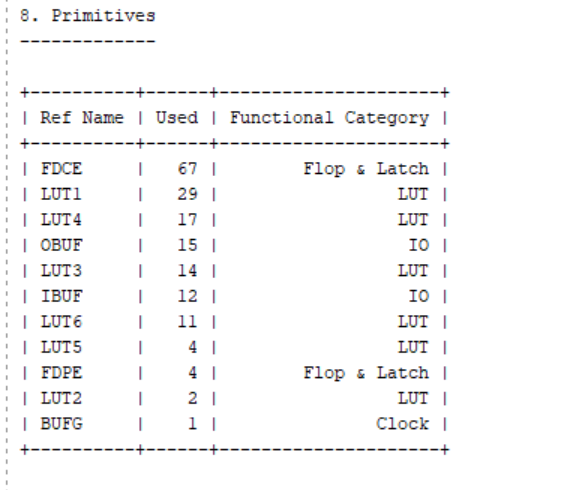 8. Primitives
-------------
+----------+------+---------------------+
| Ref Name | Used | Functional Category |
+----------+------+---------------------+
| FDCE     |   67 |        Flop & Latch |
| LUT1     |   29 |                 LUT |
| LUT4     |   17 |                 LUT |
| OBUF     |   15 |                  IO |
| LUT3     |   14 |                 LUT |
| IBUF     |   12 |                  IO |
| LUT6     |   11 |                 LUT |
| LUT5     |    4 |                 LUT |
| FDPE     |    4 |        Flop & Latch |
| LUT2     |    2 |                 LUT |
| BUFG     |    1 |               Clock |
+----------+------+---------------------+